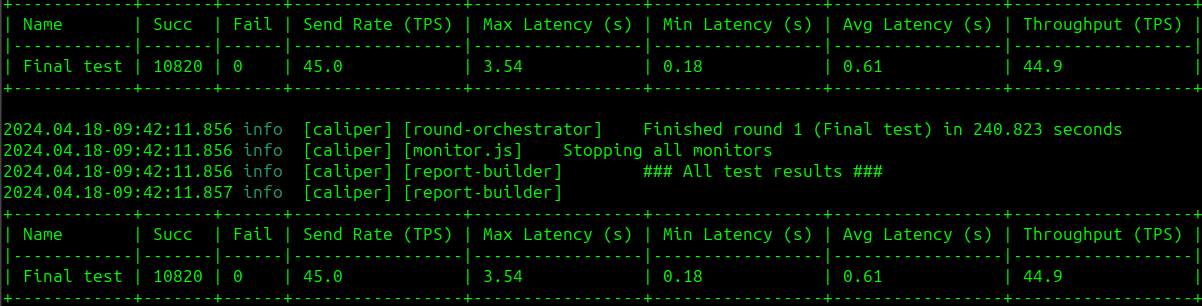 +------------+-------+------+-----------------+-----------------+-----------------+-----------------+------------------+
| Name       | Succ  | Fail | Send Rate (TPS) | Max Latency (s) | Min Latency (s) | Avg Latency (s) | Throughput (TPS) |
|------------|-------|------|-----------------|-----------------|-----------------|-----------------|------------------|
| Final test | 10820 | 0    | 45.0            | 3.54            | 0.18            | 0.61            | 44.9             |
+------------+-------+------+-----------------+-----------------+-----------------+-----------------+------------------+
2024.04.18-09:42:11.856 info  [caliper] [round-orchestrator]    Finished round 1 (Final test) in 240.823 seconds
2024.04.18-09:42:11.856 info  [caliper] [monitor.js]    Stopping all monitors
2024.04.18-09:42:11.856 info  [caliper] [report-builder]        ### All test results ###
2024.04.18-09:42:11.857 info  [caliper] [report-builder]
+------------+-------+------+-----------------+-----------------+-----------------+-----------------+------------------+
| Name       | Succ  | Fail | Send Rate (TPS) | Max Latency (s) | Min Latency (s) | Avg Latency (s) | Throughput (TPS) |
|------------|-------|------|-----------------|-----------------|-----------------|-----------------|------------------|
| Final test | 10820 | 0    | 45.0            | 3.54            | 0.18            | 0.61            | 44.9             |
+------------+-------+------+-----------------+-----------------+-----------------+-----------------+------------------+